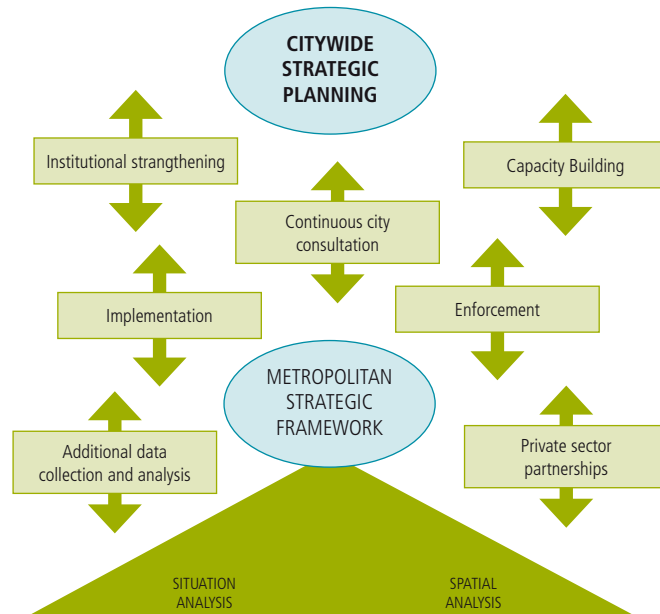 CITYWIDE
STRATEGIC
PLANNING
Institutional strangthening
Capacity Building
Continuous city
consultation
Implementation
Enforcement
METROPOLITAN
STRATEGIC
FRAMEWORK
Additional data
collection and analysis
Private sector
partnerships
SITUATION
ANALYSIS
SPATIAL
ANALYSIS